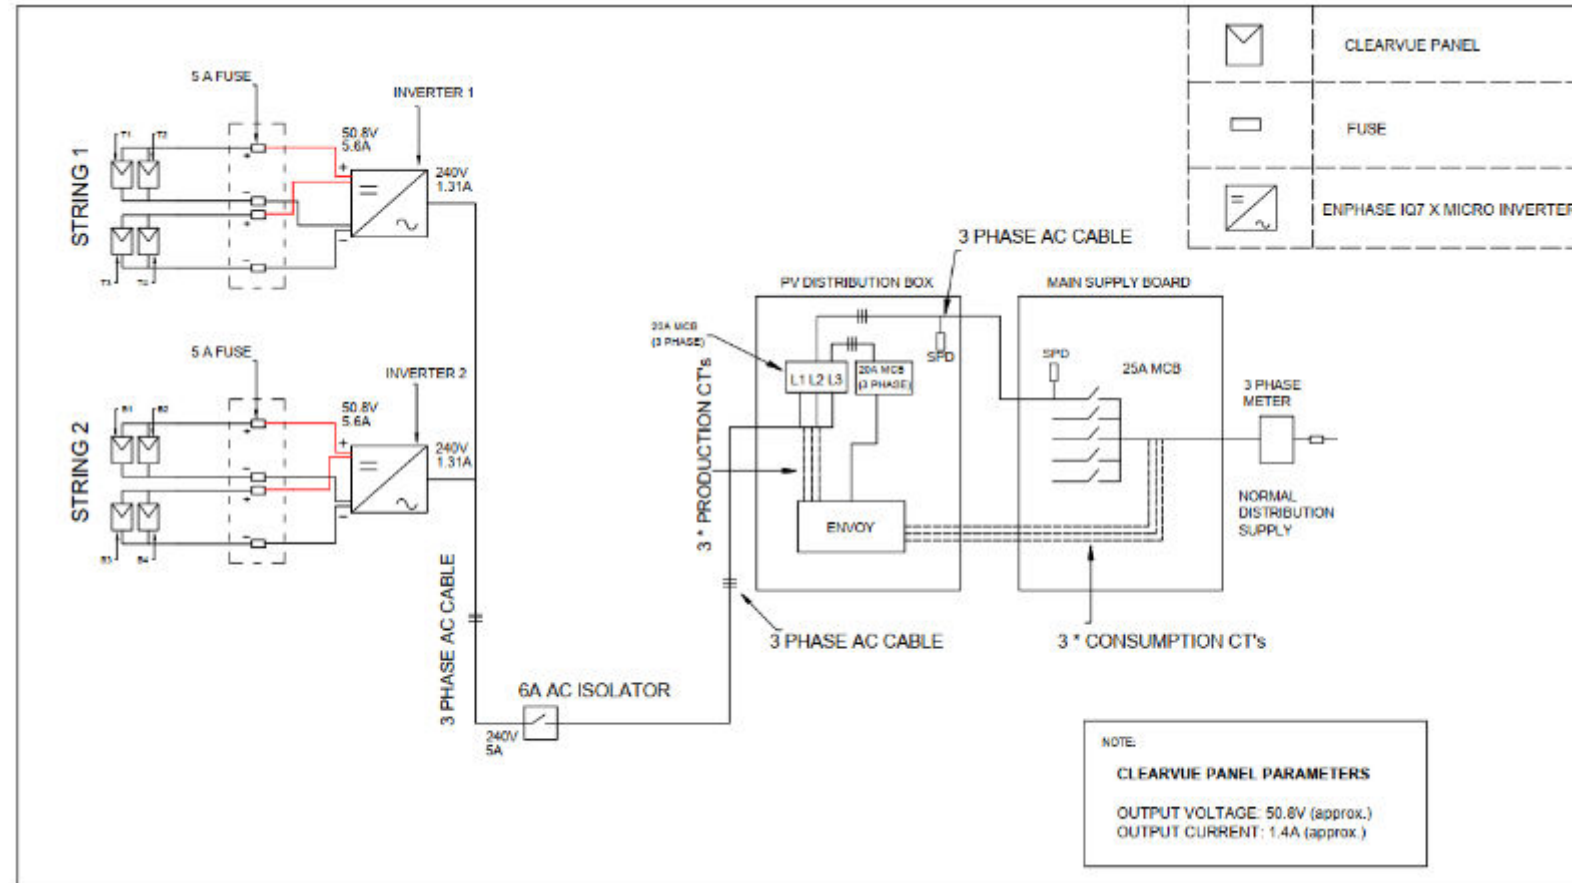 CLEARVUE PANEL
FUSE
ENPHASE IQ7 X MICRO INVERTER
5 A FUSE
INVERTER 1
T1
T2
50.8V
5.6A
+
+
-
+
-
-
240V
1.31A
STRING 1
T3
5 A FUSE
INVERTER 2
B1
B2
50.8V
5.6A
+
+
-
+
-
-
240V
1.31A
STRING 2
B3
B4
3 PHASE AC CABLE
6A AC ISOLATOR
240V
5A
3 PHASE AC CABLE
PV DISTRIBUTION BOX
MAIN SUPPLY BOARD
20A MCB
(3 PHASE)
L1 L2 L3
20A MCB
(3 PHASE)
SPD
SPD
25A MCB
3 PHASE
METER
3 * PRODUCTION CT's
ENVOY
NORMAL
DISTRIBUTION
SUPPLY
3 PHASE AC CABLE
3 * CONSUMPTION CT's
NOTE:
CLEARVUE PANEL PARAMETERS
OUTPUT VOLTAGE: 50.8V (approx.)
OUTPUT CURRENT: 1.4A (approx.)